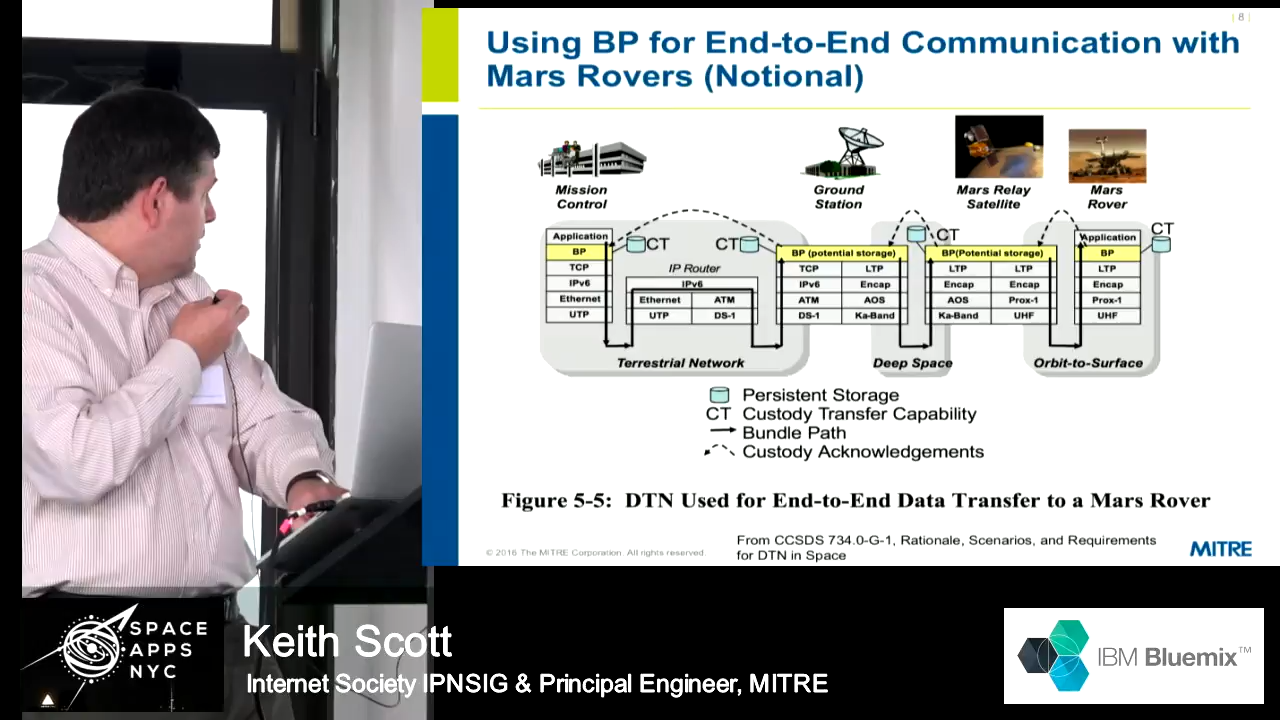 | 8 |
Using BP for End-to-End Communication with
Mars Rovers (Notional)
Mission
Control
Ground
Station
Mars Relay
Satellite
Mars
Rover
Application
BP
TCP
IPv6
Ethernet
UTP
CT
IP Router
IPv6
Ethernet ATM
UTP DS-1
CT
BP (potential storage)
TCP LTP
IPv6 Encap
ATM AOS
DS-1 Ka-Band
CT
BP(Potential storage)
LTP LTP
Encap Encap
AOS Prox-1
Ka-Band UHF
CT
Application
BP
LTP
Encap
Prox-1
UHF
Terrestrial Network
Deep Space
Orbit-to-Surface
Persistent Storage
CT Custody Transfer Capability
Bundle Path
Custody Acknowledgements
Figure 5-5: DTN Used for End-to-End Data Transfer to a Mars Rover
From CCSDS 734.0-G-1, Rationale, Scenarios, and Requirements
for DTN in Space
© 2016 The MITRE Corporation. All rights reserved.
MITRE
SPACE
APPS
NYC
Keith Scott
Internet Society IPNSIG & Principal Engineer, MITRE
IBM Bluemix™